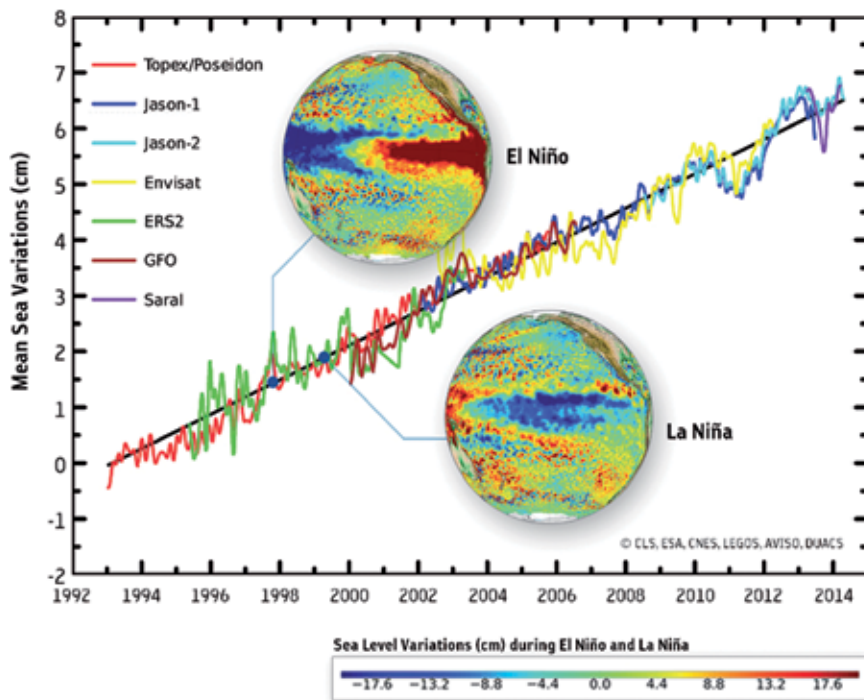 Mean Sea Variations (cm)
8
7
6
5
4
3
2
1
0
-1
-2
Topex/Poseidon
Jason-1
Jason-2
Envisat
ERS2
GFO
Saral
El Niño
La Niña
© CLS, ESA, CNES, LEGOS, AVISO, DUACS
1992 1994 1996 1998 2000 2002 2004 2006 2008 2010 2012 2014
Sea Level Variations (cm) during El Niño and La Niña
−17.6 −13.2 −8.8 −4.4 0.0 4.4 8.8 13.2 17.6